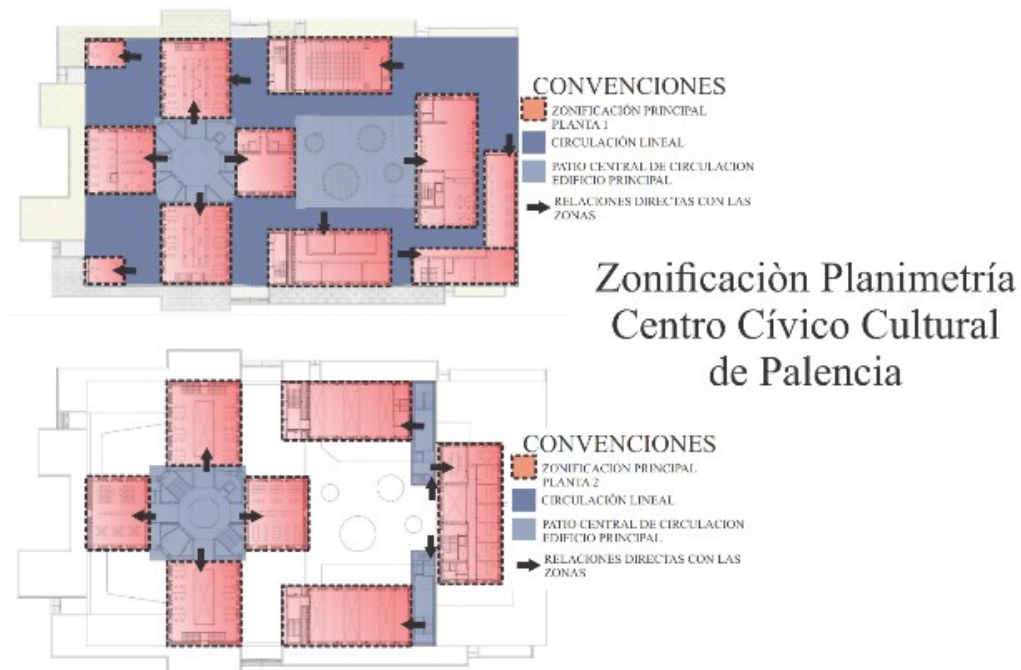 CONVENCIONES
ZONIFICACIÓN PRINCIPAL
PLANTA 1
CIRCULACIÓN LINEAL
PATIO CENTRAL DE CIRCULACION
EDIFICIO PRINCIPAL
RELACIONES DIRECTAS CON LAS
ZONAS
Zonificaciòn Planimetría
Centro Cívico Cultural
de Palencia
CONVENCIONES
ZONIFICACIÓN PRINCIPAL
PLANTA 2
CIRCULACIÓN LINEAL
PATIO CENTRAL DE CIRCULACION
EDIFICIO PRINCIPAL
RELACIONES DIRECTAS CON LAS
ZONAS